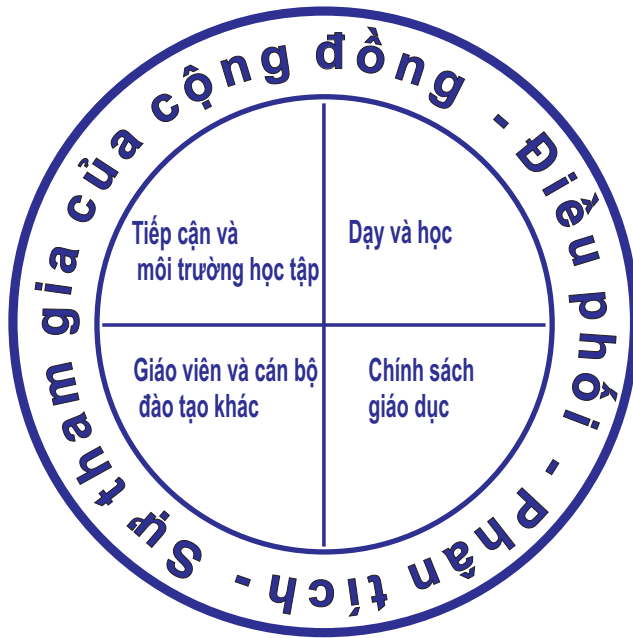 Sự tham gia của cộng đồng - Điều phối - Phân tích -
Tiếp cận và
môi trường học tập
Dạy và học
Giáo viên và cán bộ
đào tạo khác
Chính sách
giáo dục